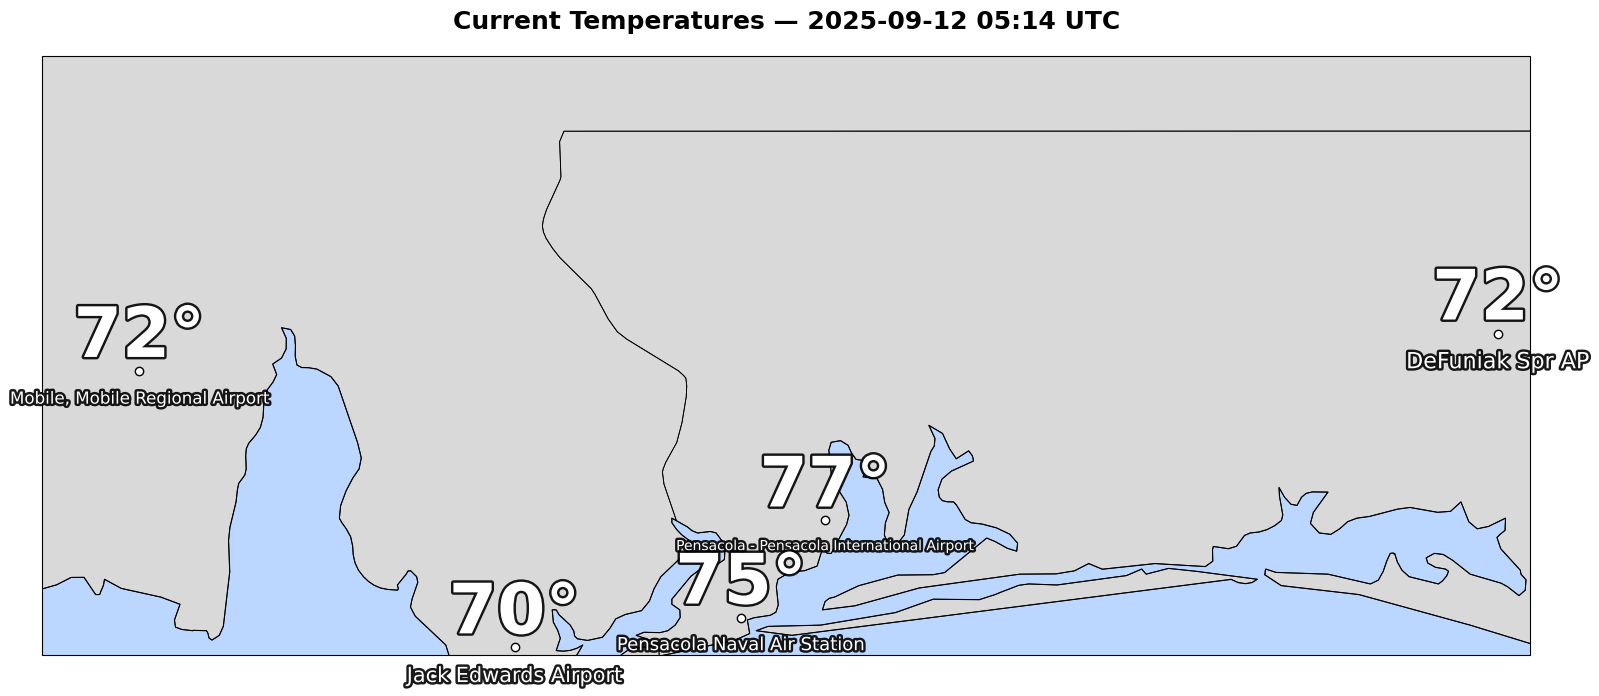 Current Temperatures — 2025-09-12 05:14 UTC
72°
DeFuniak Spr AP
72°
Mobile, Mobile Regional Airport
77°
Pensacola - Pensacola International Airport
75°
Pensacola Naval Air Station
70°
Jack Edwards Airport